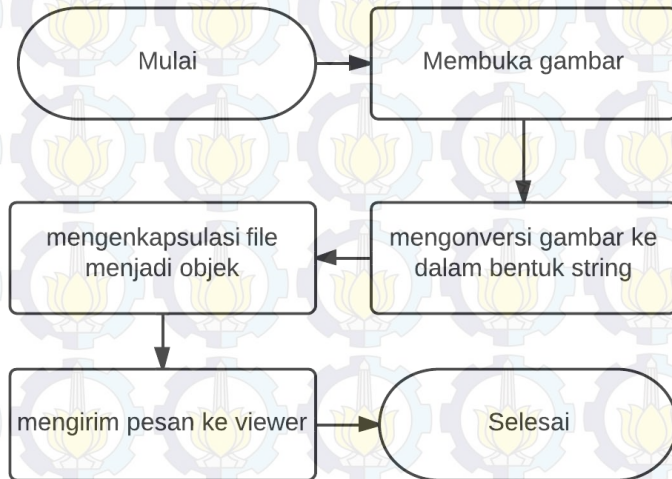 Mulai
Membuka gambar
mengonversi gambar ke
dalam bentuk string
mengenkapsulasi file
menjadi objek
mengirim pesan ke viewer
Selesai